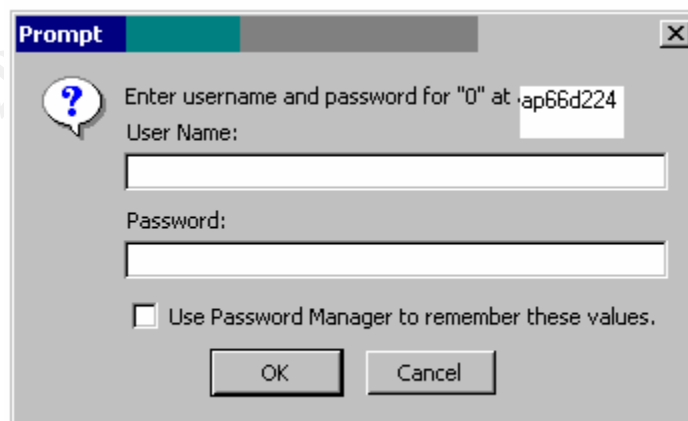 Prompt
Enter username and password for "0" at ap66d224
User Name:
Password:
Use Password Manager to remember these values.
OK
Cancel